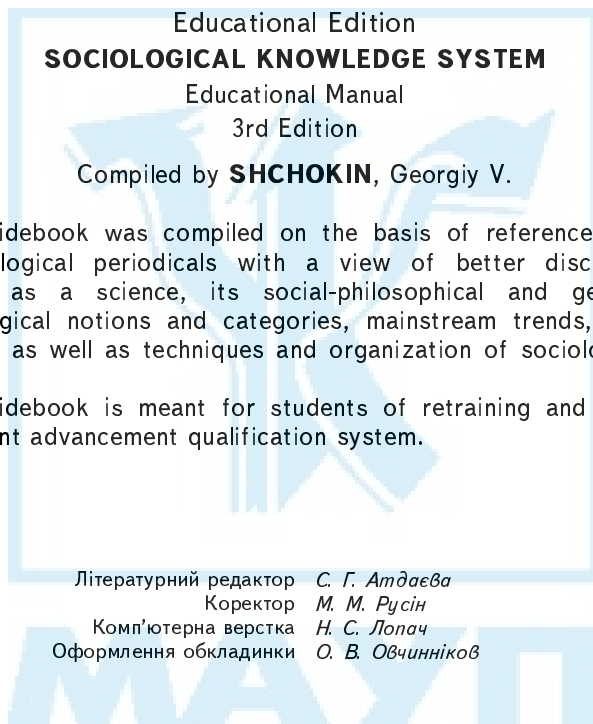 Educational Edition
SOCIOLOGICAL KNOWLEDGE SYSTEM
Educational Manual
3rd Edition
Compiled by SHCHOKIN, Georgiy V.
idebook was compiled on the basis of reference
logical periodicals with a view of better disc
as a science, its social-philosophical and ge
gical notions and categories, mainstream trends,
as well as techniques and organization of sociolo
idebook is meant for students of retraining and
nt advancement qualification system.
Літературний редактор С. Г. Атдаєва
Коректор М. М. Русін
Комп’ютерна верстка Н. С. Лопач
Оформлення обкладинки О. В. Овчинніков
МАУП